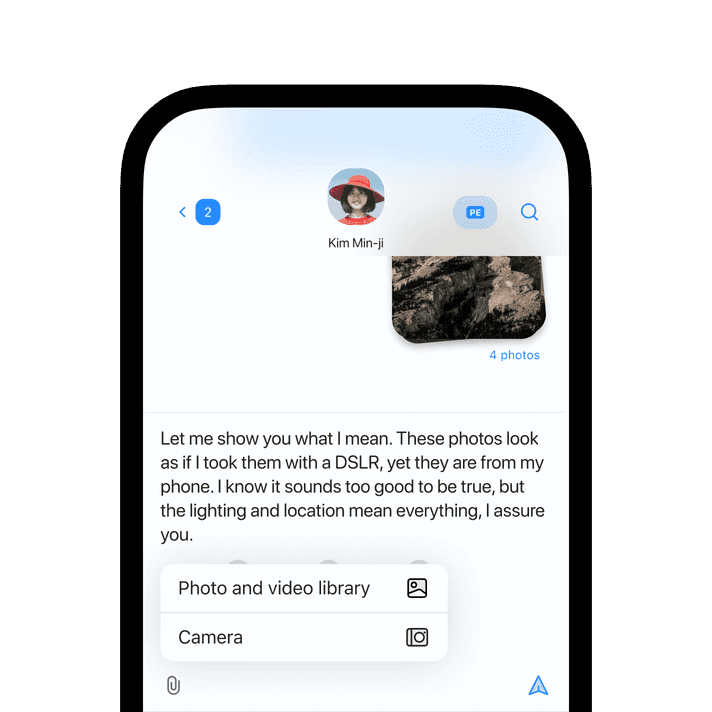 2
PE
Kim Min-ji
4 photos
Let me show you what I mean. These photos look
as if I took them with a DSLR, yet they are from my
phone. I know it sounds too good to be true, but
the lighting and location mean everything, I assure
you.
Photo and video library
Camera